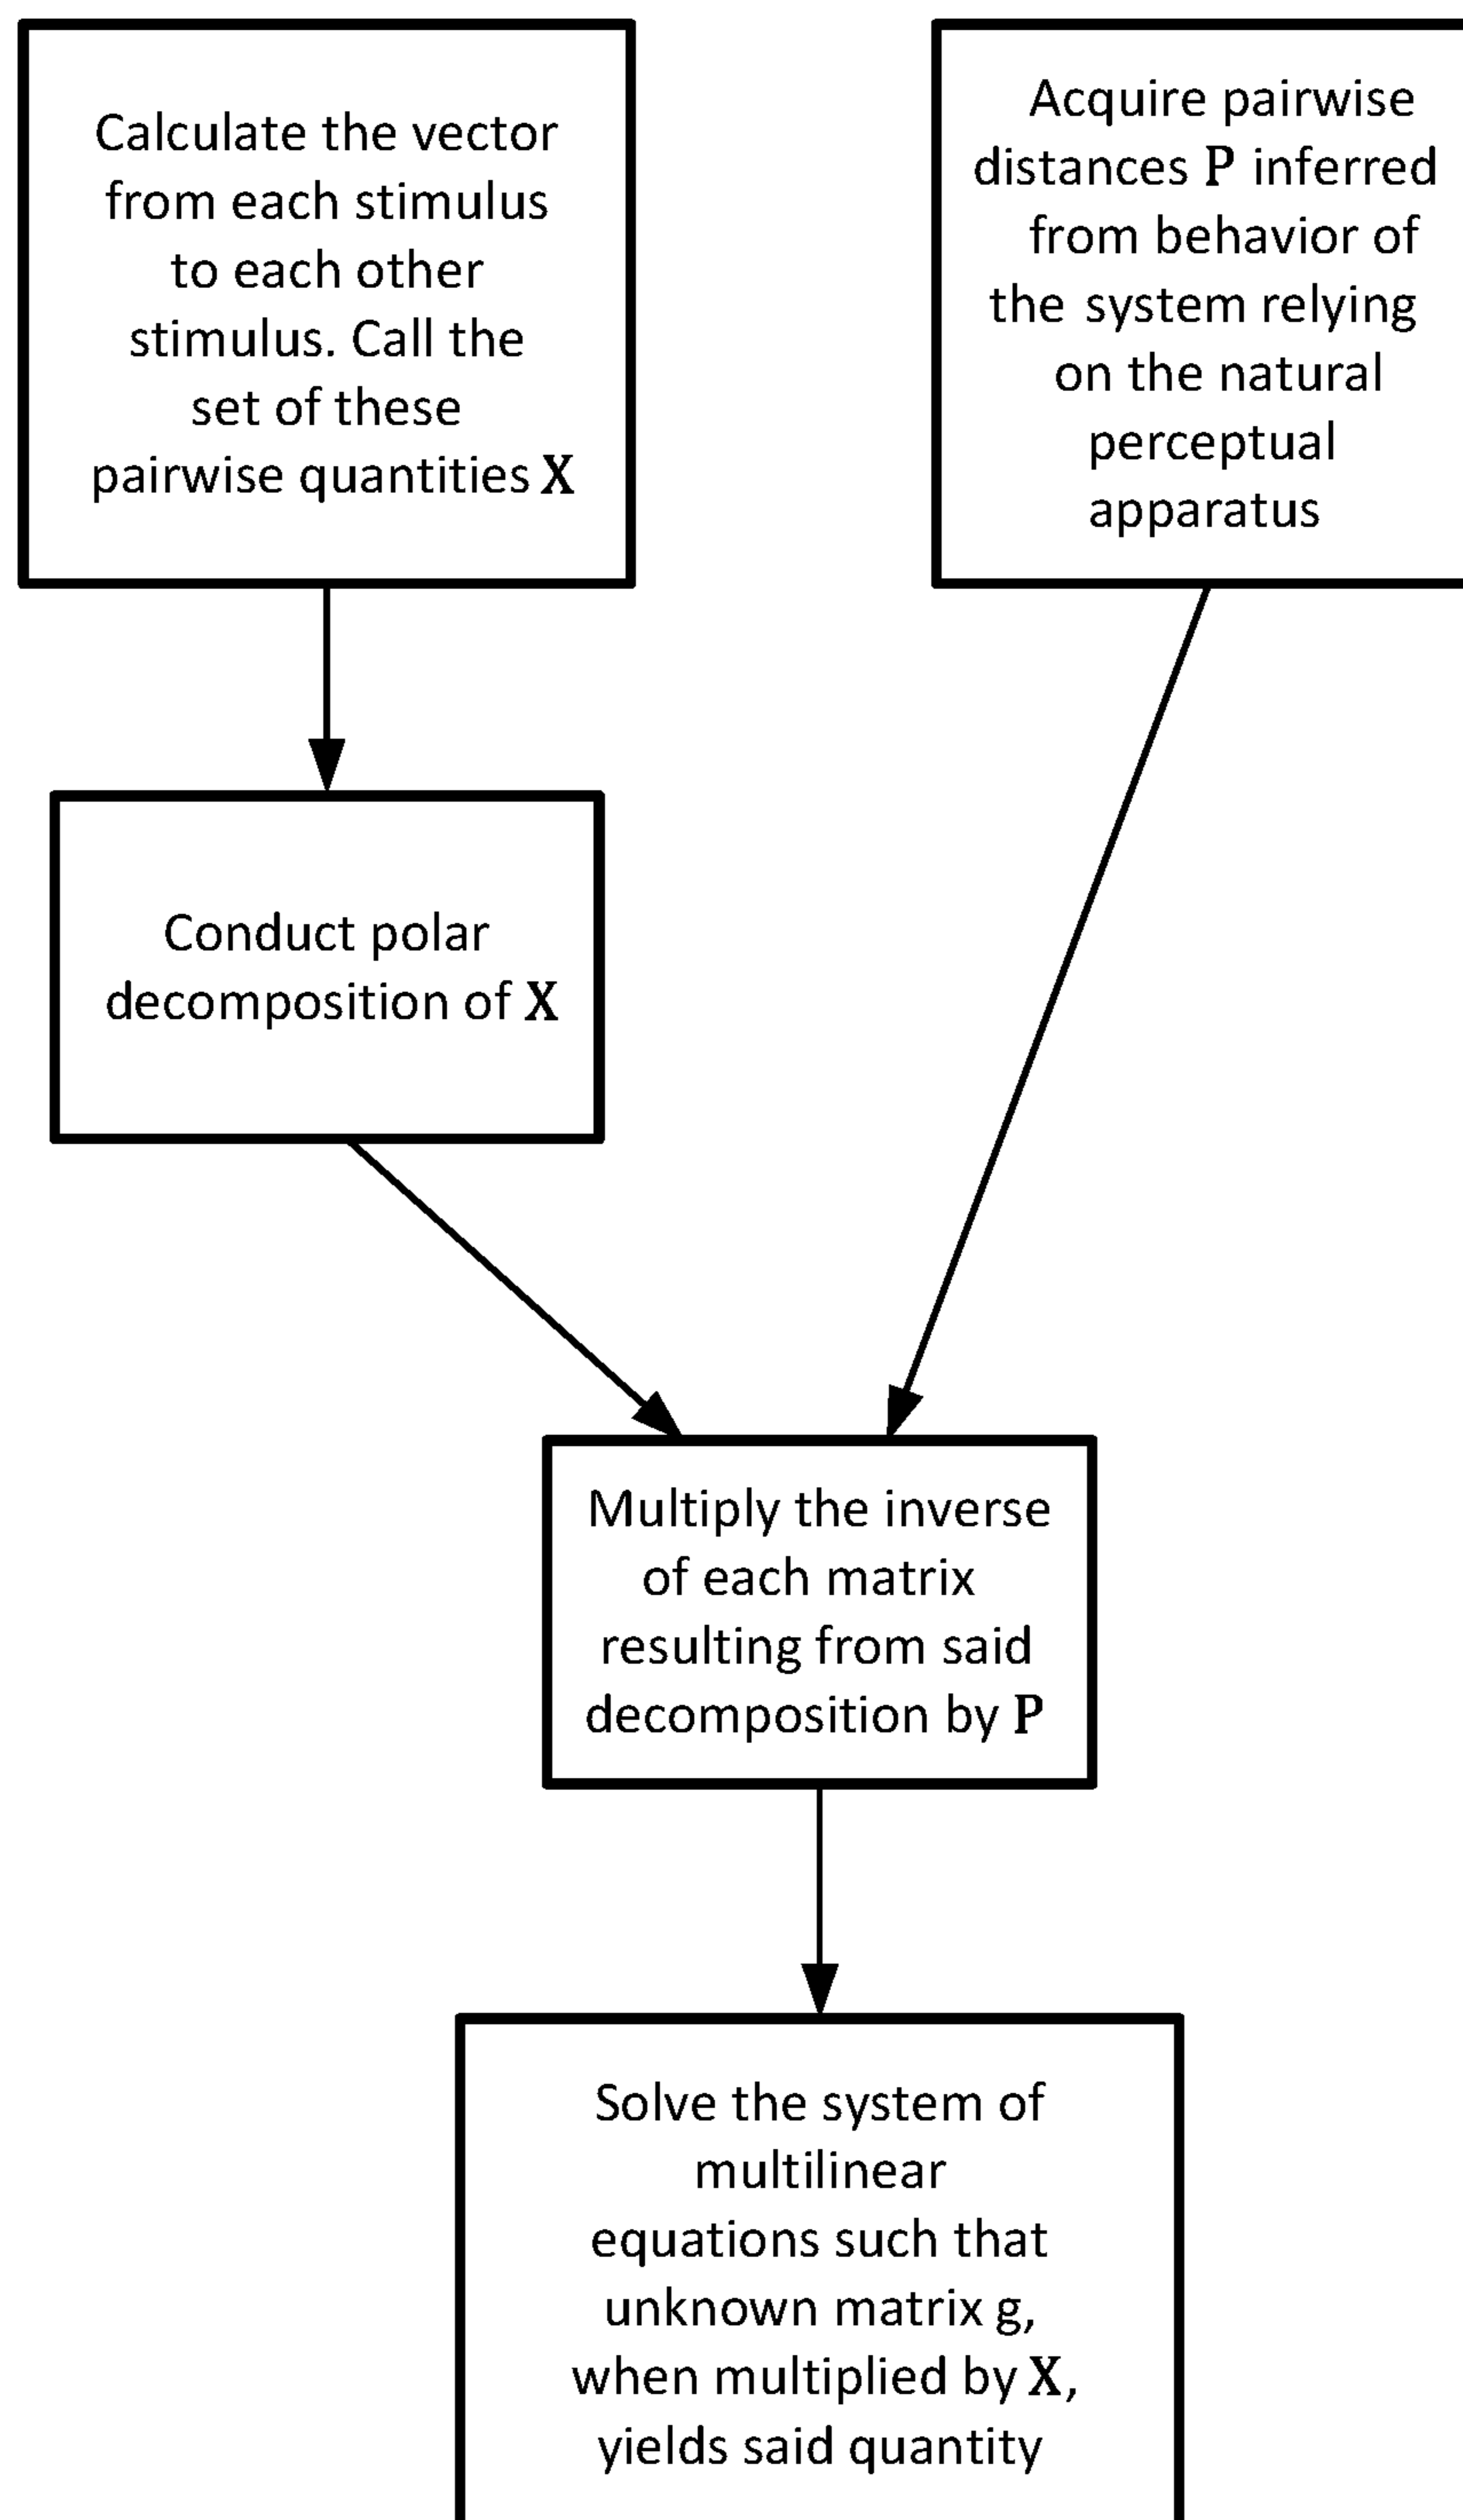 Calculate the vector
from each stimulus
to each other
stimulus. Call the
set of these
pairwise quantities X
Acquire pairwise
distances P inferred
from behavior of
the system relying
on the natural
perceptual
apparatus
Conduct polar
decomposition of X
Multiply the inverse
of each matrix
resulting from said
decomposition by P
Solve the system of
multilinear
equations such that
unknown matrix g,
when multiplied by X,
yields said quantity